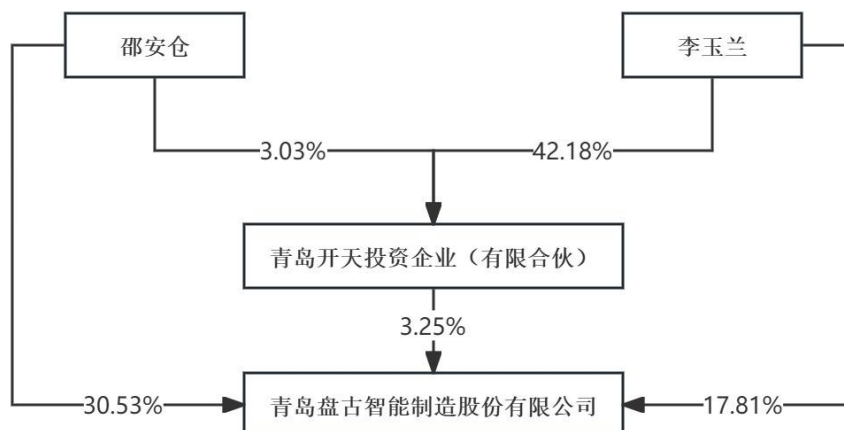 邵安仓
李玉兰
3.03%
42.18%
青岛开天投资企业（有限合伙）
3.25%
30.53%
青岛盘古智能制造股份有限公司
17.81%